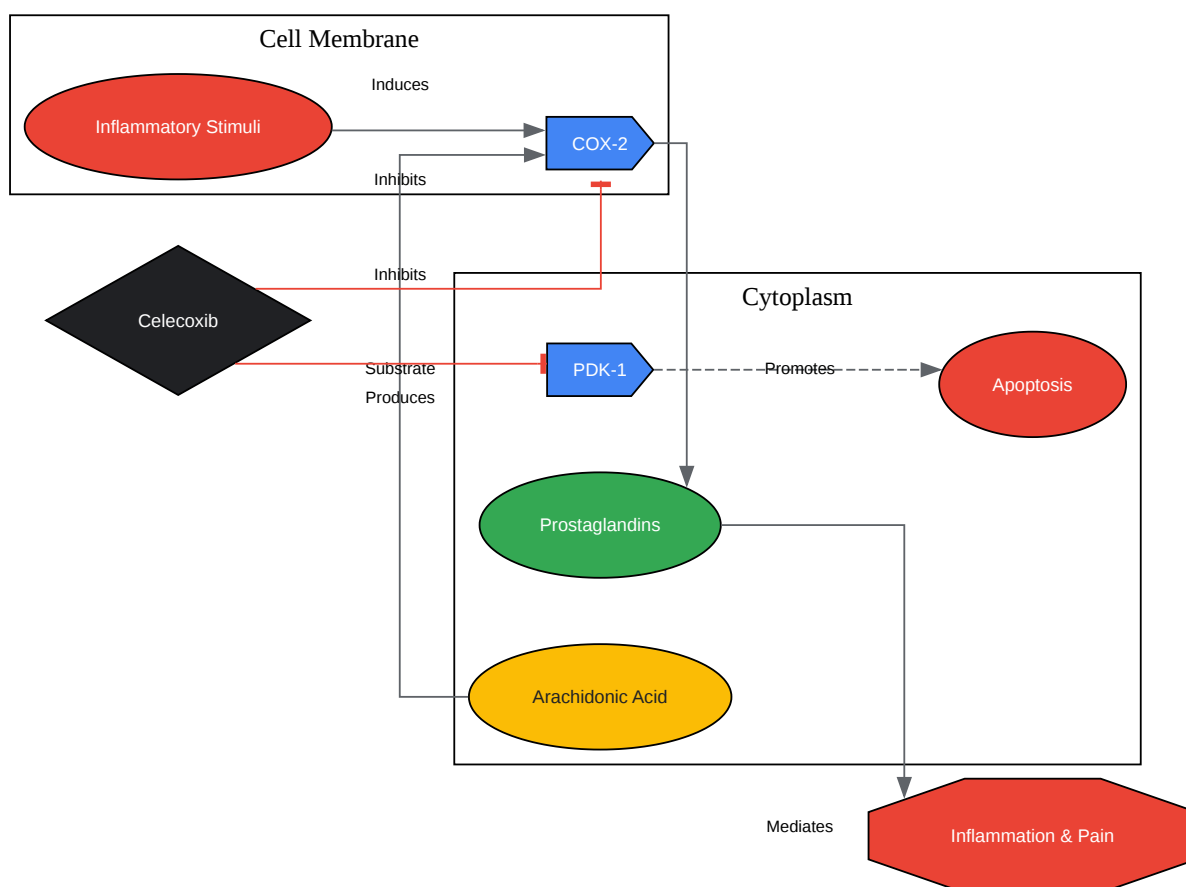 Cell Membrane
Induces
Inflammatory Stimuli
COX-2
Inhibits
Inhibits
Cytoplasm
Celecoxib
Substrate
PDK-1
Promotes
Apoptosis
Produces
Prostaglandins
Arachidonic Acid
Mediates
Inflammation & Pain